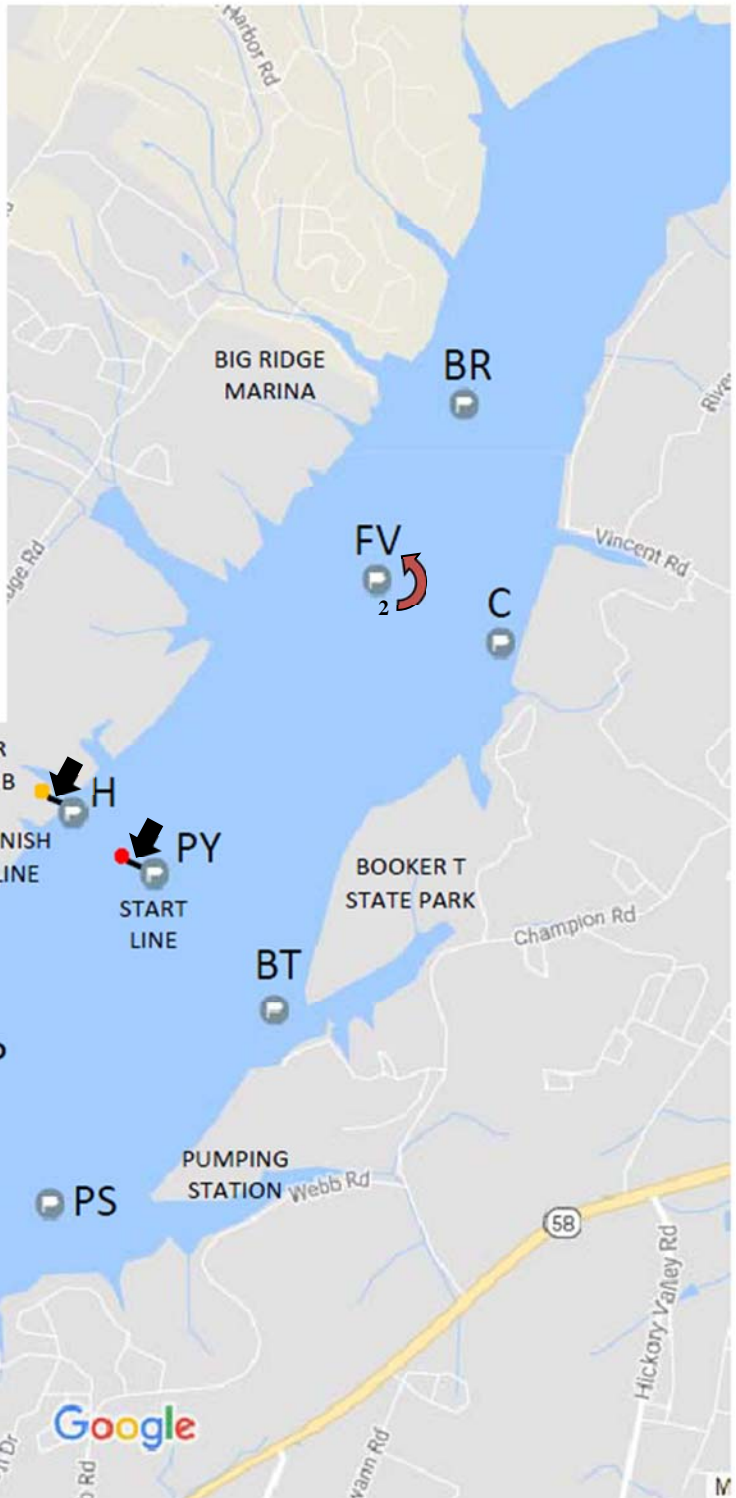 Harbor Rd
BIG RIDGE
MARINA
BR
FV
2
Vincent Rd
C
H
PY
START
LINE
BOOKER T
STATE PARK
Champion Rd
BT
PUMPING
STATION
Webb Rd
PS
58
Hickory Valley Rd
Google